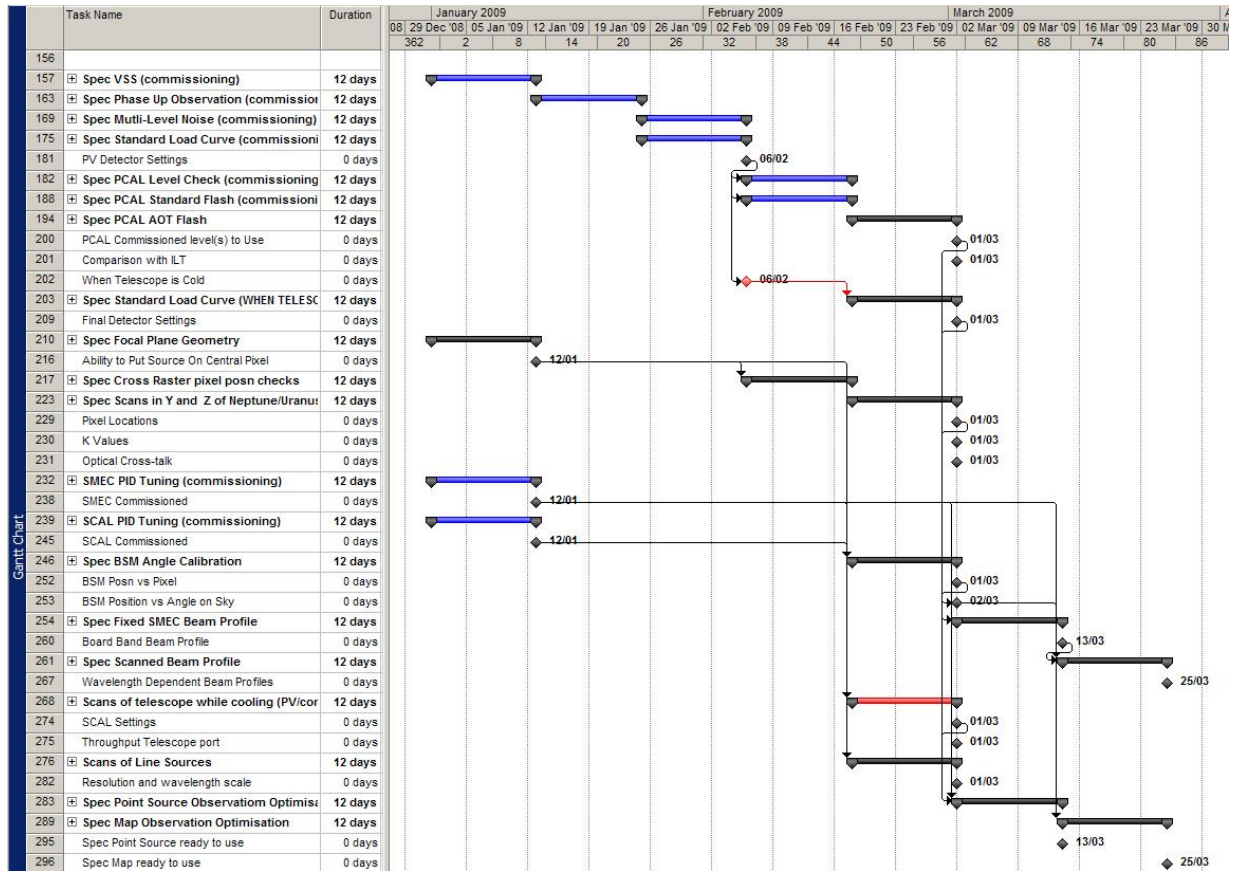 Task Name Duration January 2009 February 2009 March 2009
08 29 Dec '08 05 Jan '09 12 Jan '09 19 Jan '09 26 Jan '09 02 Feb '09 09 Feb '09 16 Feb '09 23 Feb '09 02 Mar '09 09 Mar '09 16 Mar '09 23 Mar '09 30
362 2 8 14 20 26 32 38 44 50 56 62 68 74 80 86
156
157 Spec VSS (commissioning) 12 days
163 Spec Phase Up Observation (commission 12 days
169 Spec Mutli-Level Noise (commissioning) 12 days
175 Spec Standard Load Curve (commissioni 12 days
181 PV Detector Settings 0 days 06/02
182 Spec PCAL Level Check (commissioning 12 days
188 Spec PCAL Standard Flash (commissioni 12 days
194 Spec PCAL AOT Flash 12 days
200 PCAL Commissioned level(s) to Use 0 days 01/03
201 Comparison with ILT 0 days 01/03
202 When Telescope is Cold 0 days 06/02
203 Spec Standard Load Curve (WHEN TELESC 12 days
209 Final Detector Settings 0 days 01/03
210 Spec Focal Plane Geometry 12 days
216 Ability to Put Source On Central Pixel 0 days 12/01
217 Spec Cross Raster pixel posn checks 12 days
223 Spec Scans in Y and Z of Neptune/Uranus 12 days
229 Pixel Locations 0 days 01/03
230 K Values 0 days 01/03
231 Optical Cross-talk 0 days 01/03
232 SMEC PID Tuning (commissioning) 12 days
238 SMEC Commissioned 0 days 12/01
239 SCAL PID Tuning (commissioning) 12 days
245 SCAL Commissioned 0 days 12/01
246 Spec BSM Angle Calibration 12 days
252 BSM Posn vs Pixel 0 days 01/03
253 BSM Position vs Angle on Sky 0 days 02/03
254 Spec Fixed SMEC Beam Profile 12 days
260 Board Band Beam Profile 0 days 13/03
261 Spec Scanned Beam Profile 12 days
267 Wavelength Dependent Beam Profiles 0 days 25/03
268 Scans of telescope while cooling (PV/cor 12 days
274 SCAL Settings 0 days 01/03
275 Throughput Telescope port 0 days 01/03
276 Scans of Line Sources 12 days
282 Resolution and wavelength scale 0 days 01/03
283 Spec Point Source Observatiom Optimisa 12 days
289 Spec Map Observation Optimisation 12 days
295 Spec Point Source ready to use 0 days 13/03
296 Spec Map ready to use 0 days 25/03
Gantt Chart